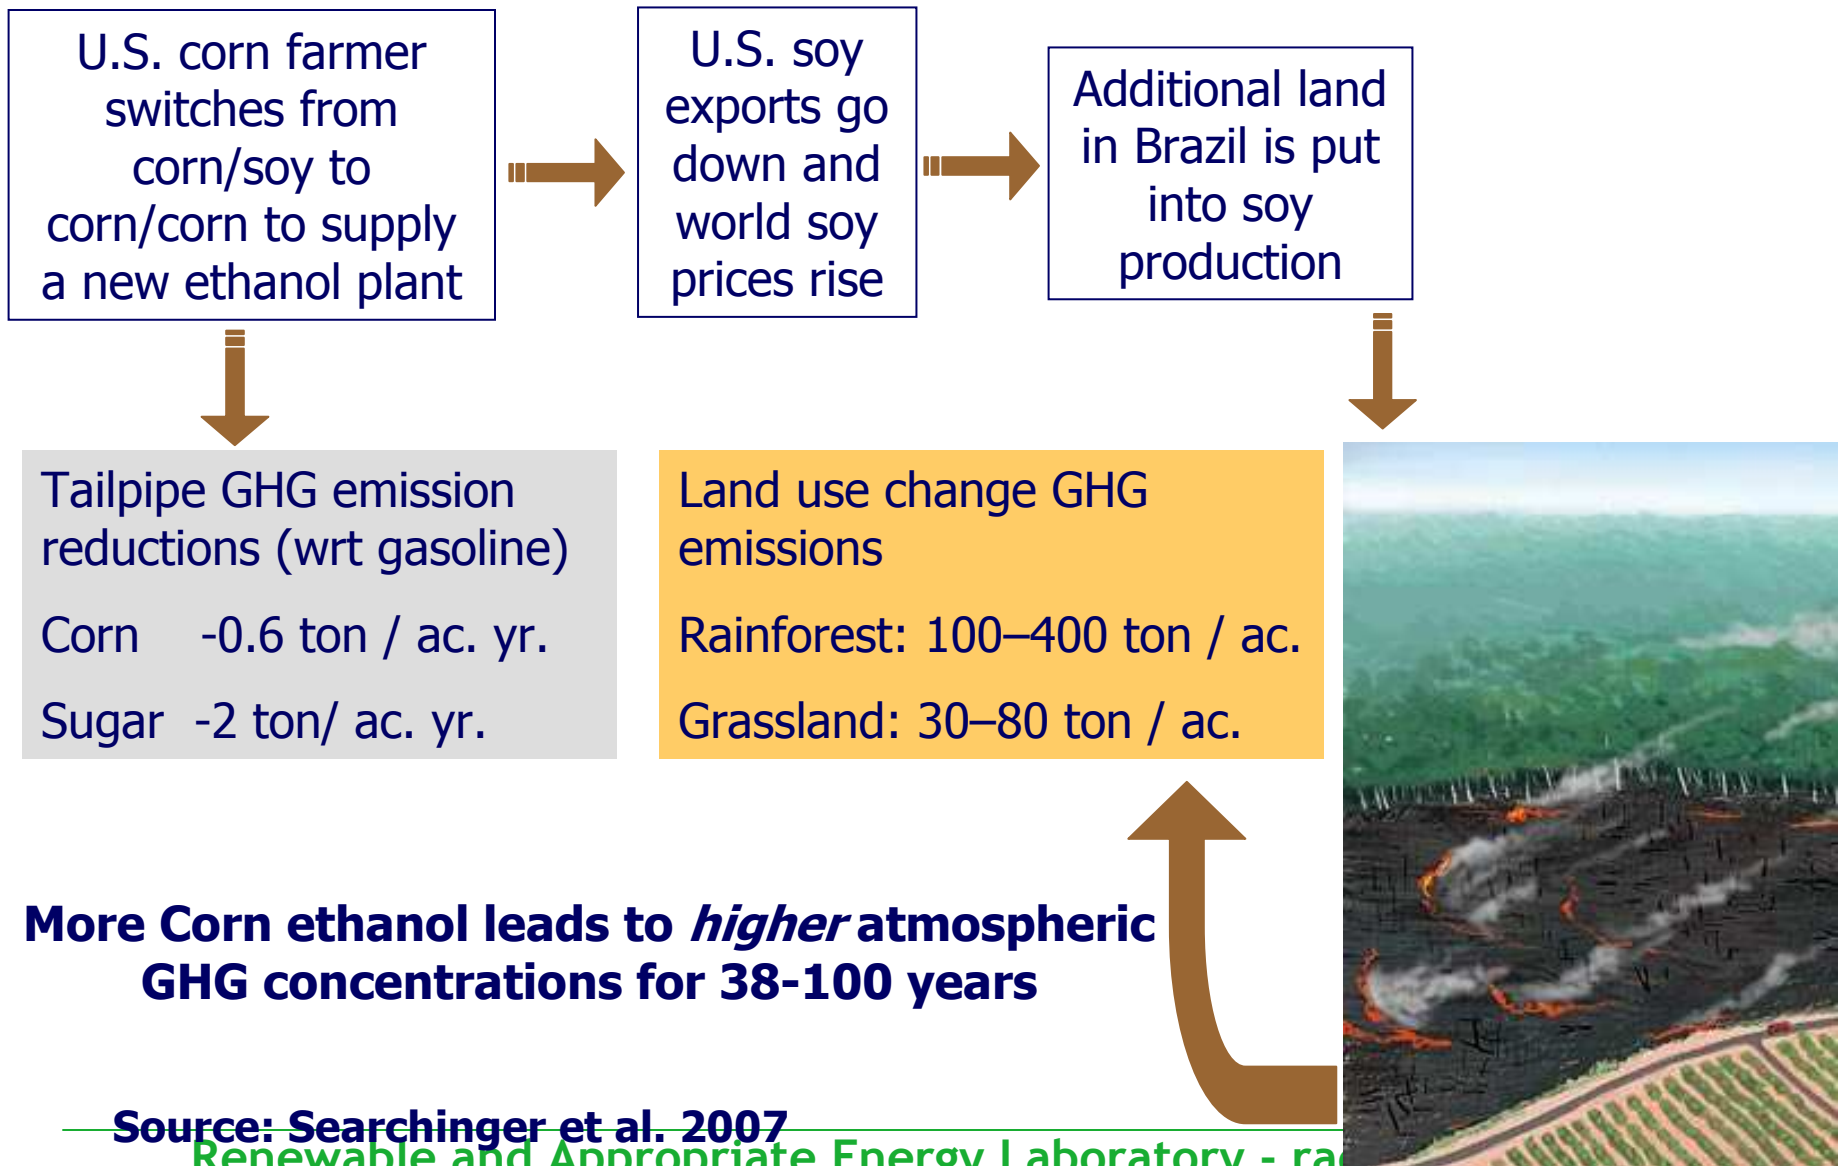 U.S. corn farmer
switches from
corn/soy to
corn/corn to supply
a new ethanol plant
U.S. soy
exports go
down and
world soy
prices rise
Additional land
in Brazil is put
into soy
production
Tailpipe GHG emission
reductions (wrt gasoline)
Corn -0.6 ton / ac. yr.
Sugar -2 ton/ ac. yr.
Land use change GHG
emissions
Rainforest: 100–400 ton / ac.
Grassland: 30–80 ton / ac.
More Corn ethanol leads to higher atmospheric
GHG concentrations for 38-100 years
Source: Searchinger et al. 2007
Renewable and Appropriate Energy Laboratory -